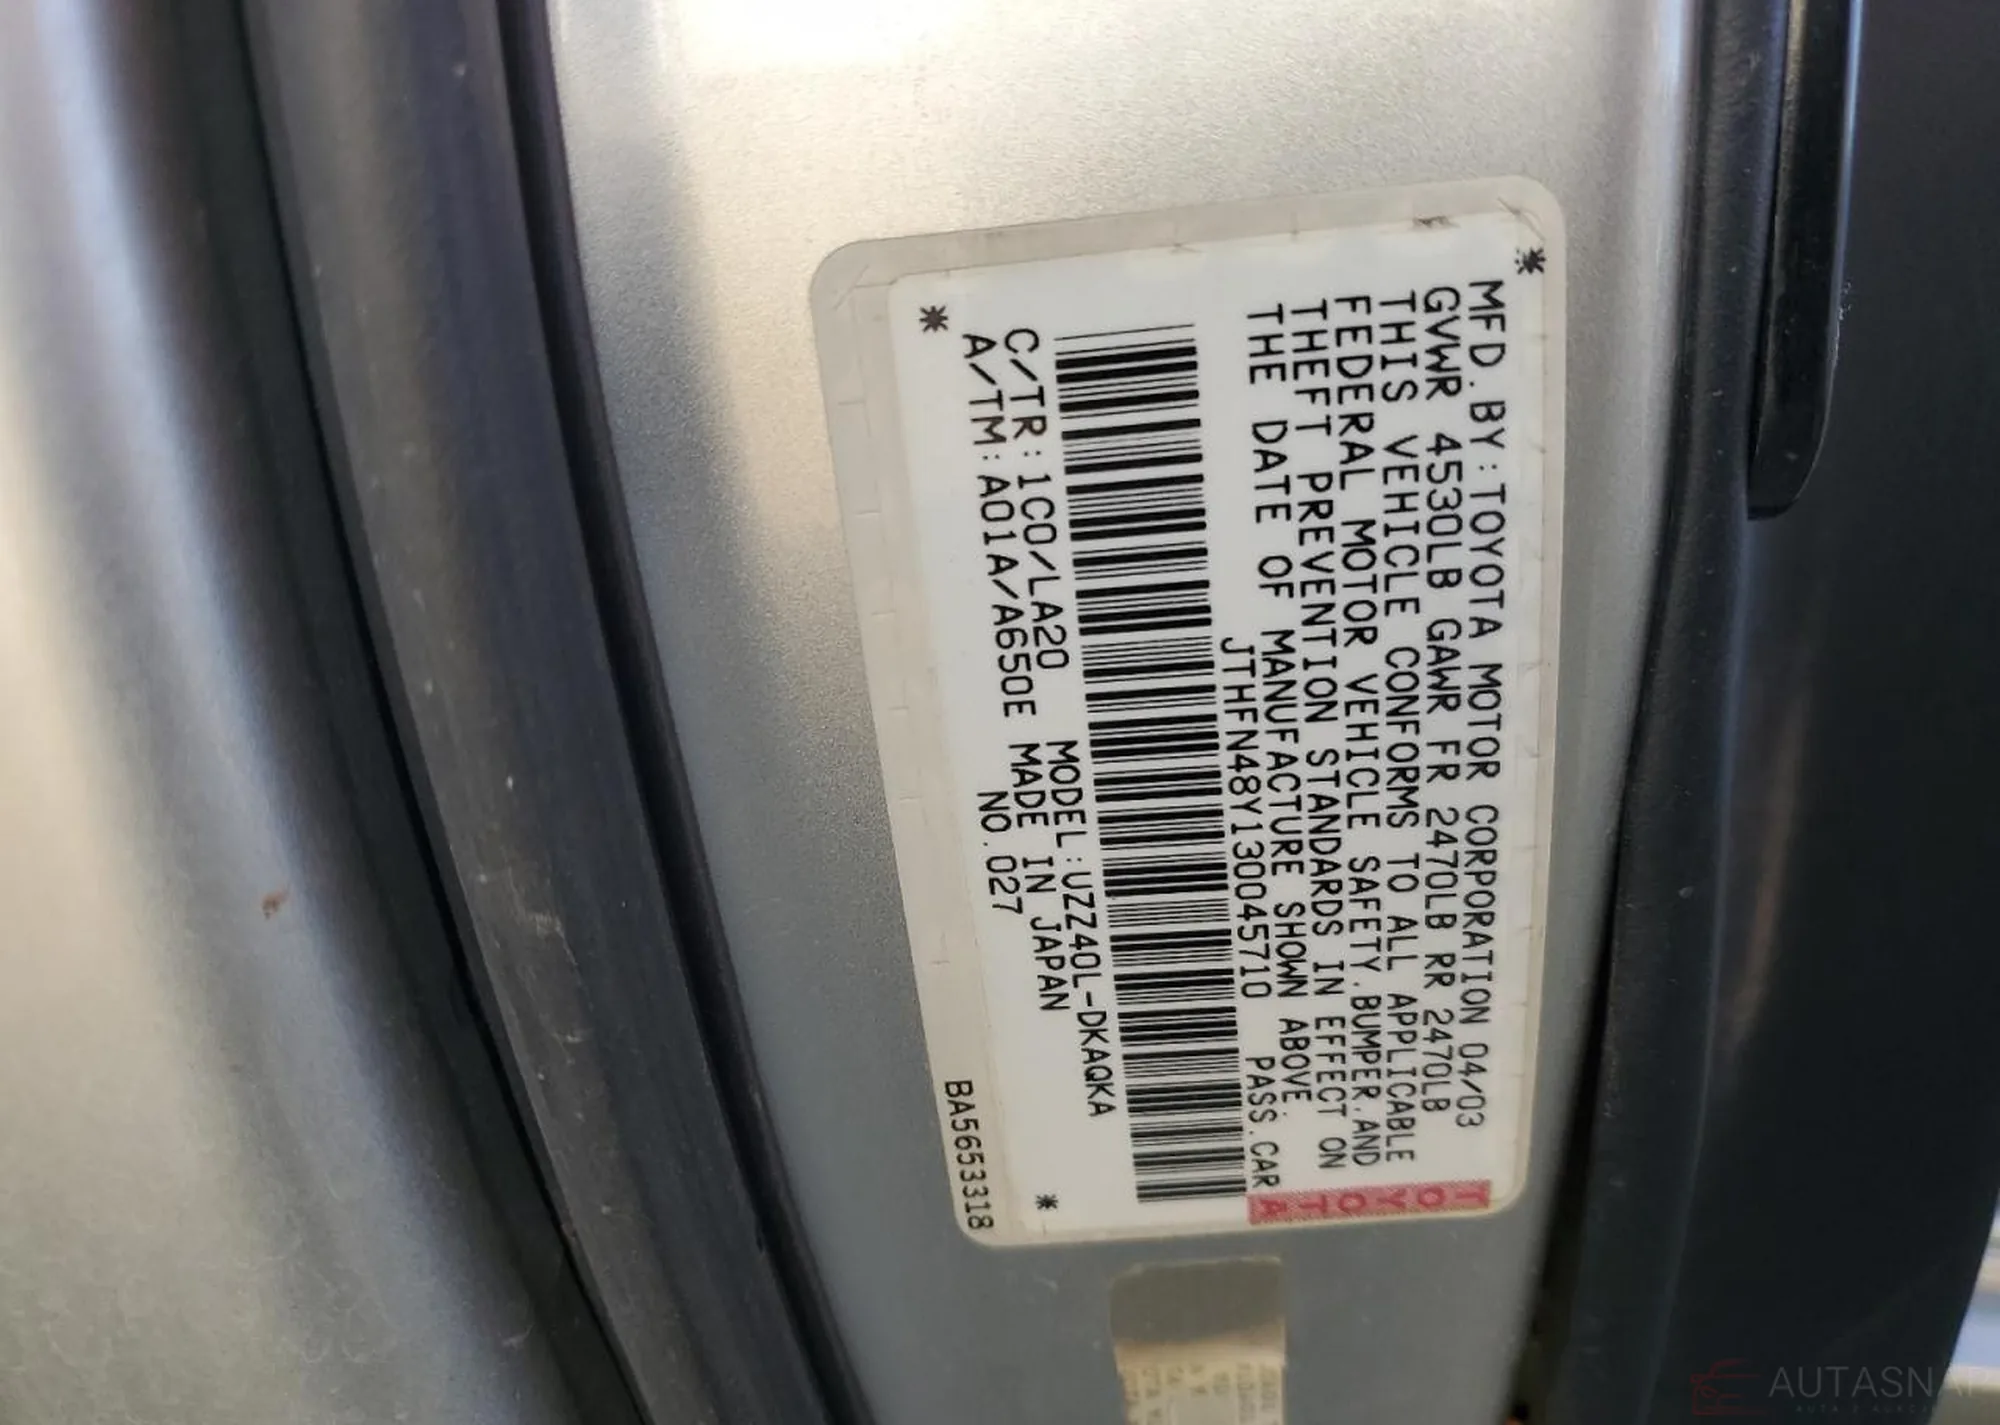 MFD.BY:TOYOTA MOTOR CORPORATION 04/03
GVWR 4530LB GAWR FR 2470LB RR 2470LB
THIS VEHICLE CONFORMS TO ALL APPLICABLE
FEDERAL MOTOR VEHICLE SAFETY.BUMPER.AND
THEFT PREVENTION STANDARDS IN EFFECT ON
THE DATE OF MANUFACTURE SHOWN ABOVE.
JTHFN48Y130045710 PASS.CAR
TOYOTA
C/TR:1C0/LA20 MODEL:UZZ40L-DKAQKA
A/TM:A01A/A650E MADE IN JAPAN
NO.027
BA5653318
AUTASNA